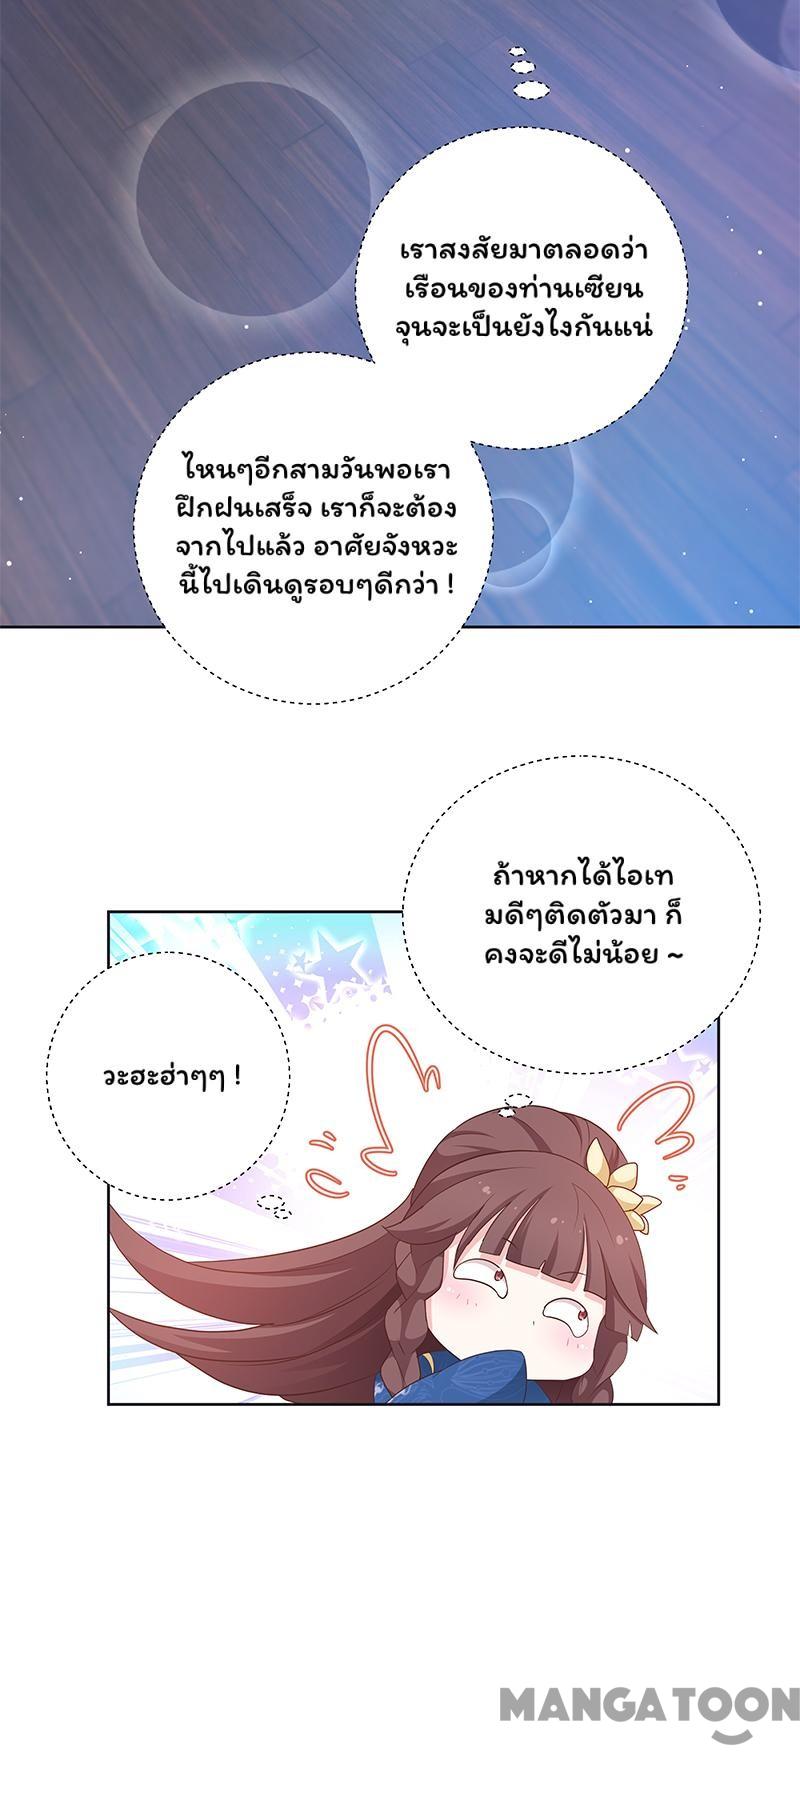 เราสงสัยมาตลอดว่า
เรือนของท่านเซียน
จุนจะเป็นยังไงกันแน่
ไหนๆอีกสามวันพอเรา
ฝึกฝนเสร็จ เราก็จะต้อง
จากไปแล้ว อาศัยจังหวะ
นี้ไปเดินดูรอบๆดีกว่า !
ถ้าหากได้ไอเท
มดีๆติดตัวมา ก็
คงจะดีไม่น้อย ~
วะฮะฮ่าๆๆ !
MANGATOON